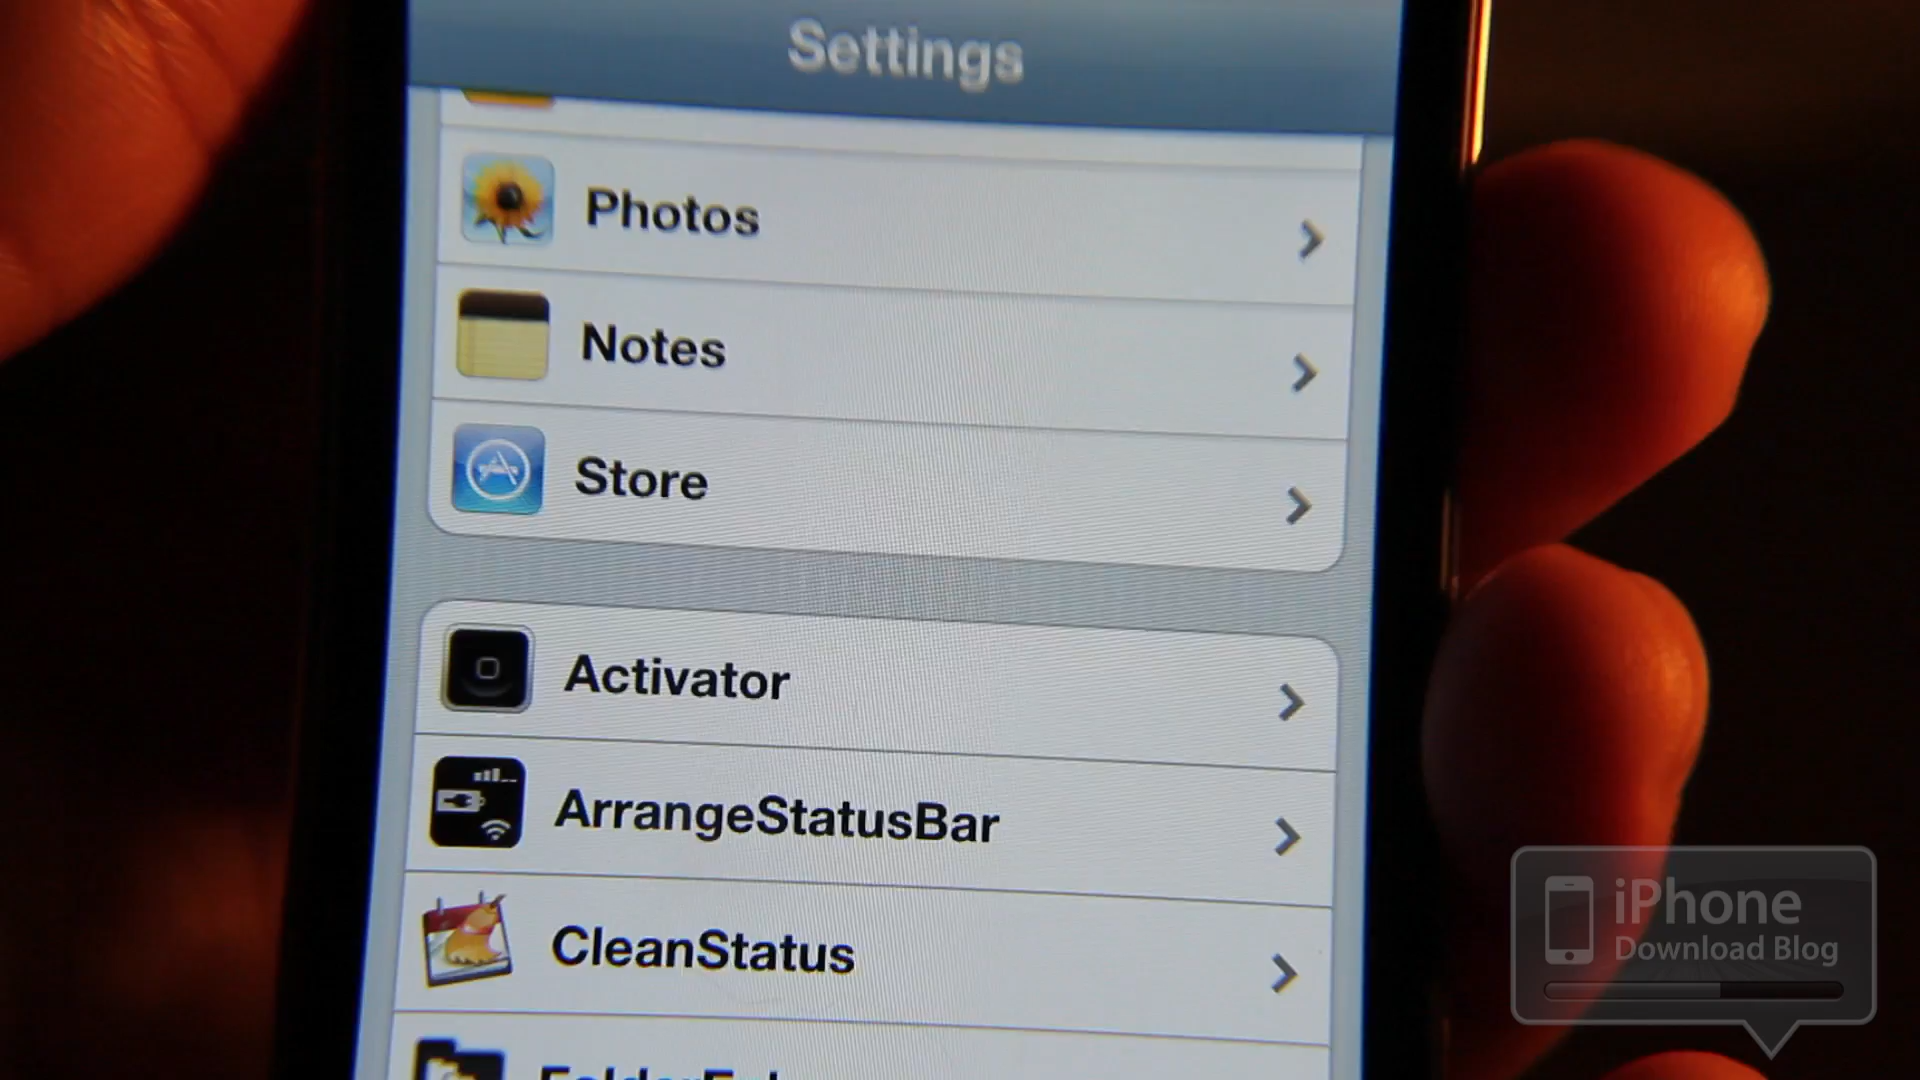 Settings
Photos
Notes
Store
Activator
ArrangeStatusBar
CleanStatus
iPhone
Download Blog